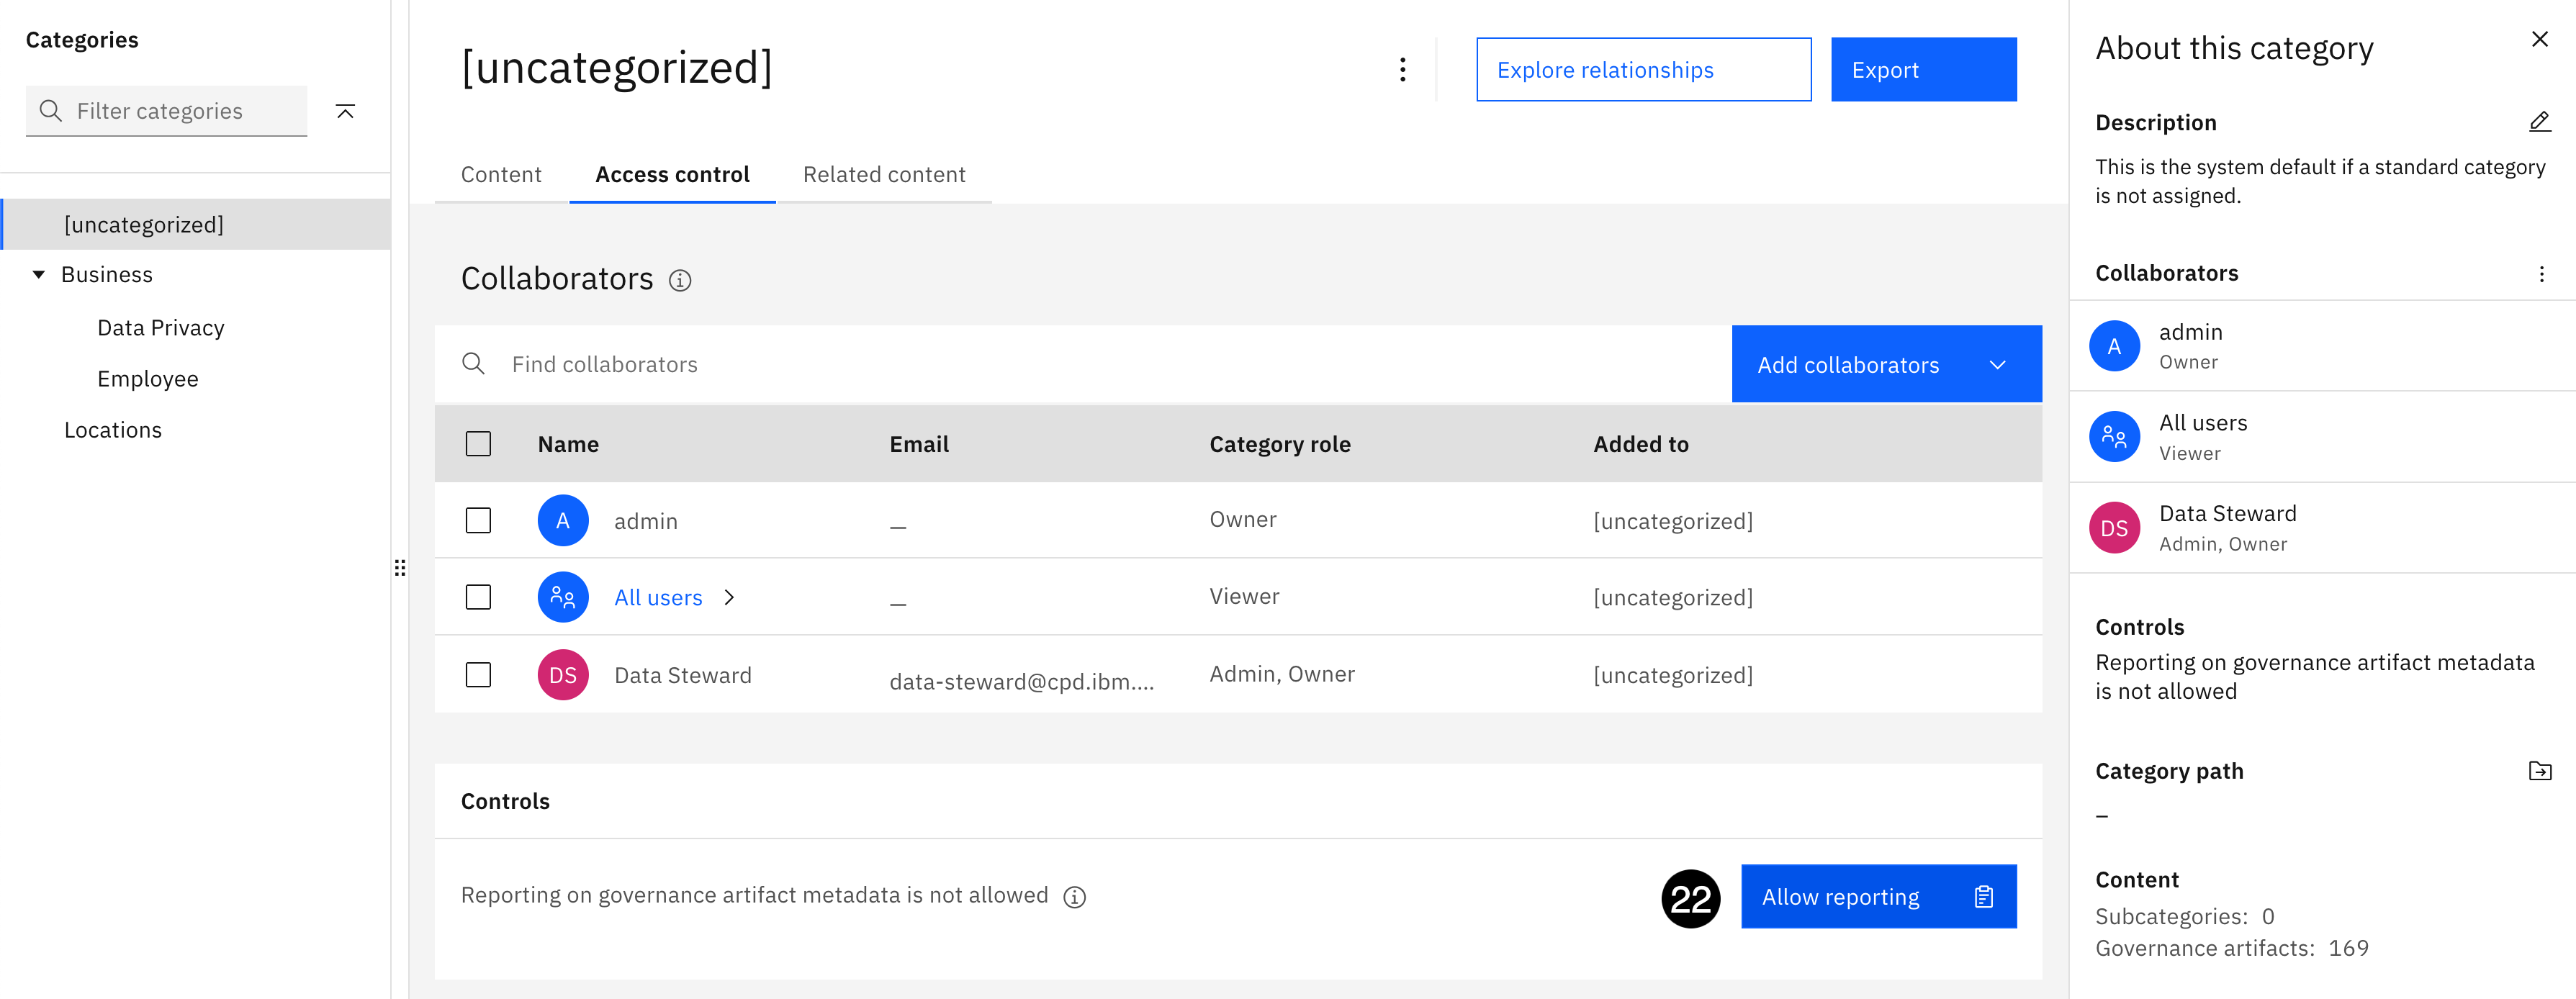 Categories
Filter categories
[uncategorized]
Business
Data Privacy
Employee
Locations
[uncategorized]
Explore relationships
Export
Content
Access control
Related content
Collaborators
Find collaborators
Add collaborators
Name
Email
Category role
Added to
A
admin
—
Owner
[uncategorized]
All users
—
Viewer
[uncategorized]
DS
Data Steward
data-steward@cpd.ibm....
Admin, Owner
[uncategorized]
Controls
Reporting on governance artifact metadata is not allowed
22
Allow reporting
About this category
Description
This is the system default if a standard category
is not assigned.
Collaborators
A
admin
Owner
All users
Viewer
DS
Data Steward
Admin, Owner
Controls
Reporting on governance artifact metadata
is not allowed
Category path
–
Content
Subcategories: 0
Governance artifacts: 169